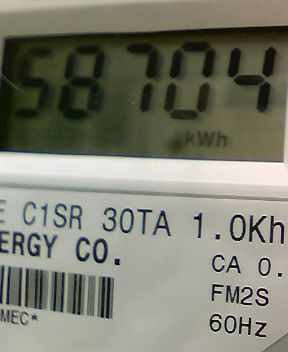 58704
kWh
E C1SR 30TA 1.0Kh
ERGY CO.
CA 0.
FM2S
MEC*
60Hz